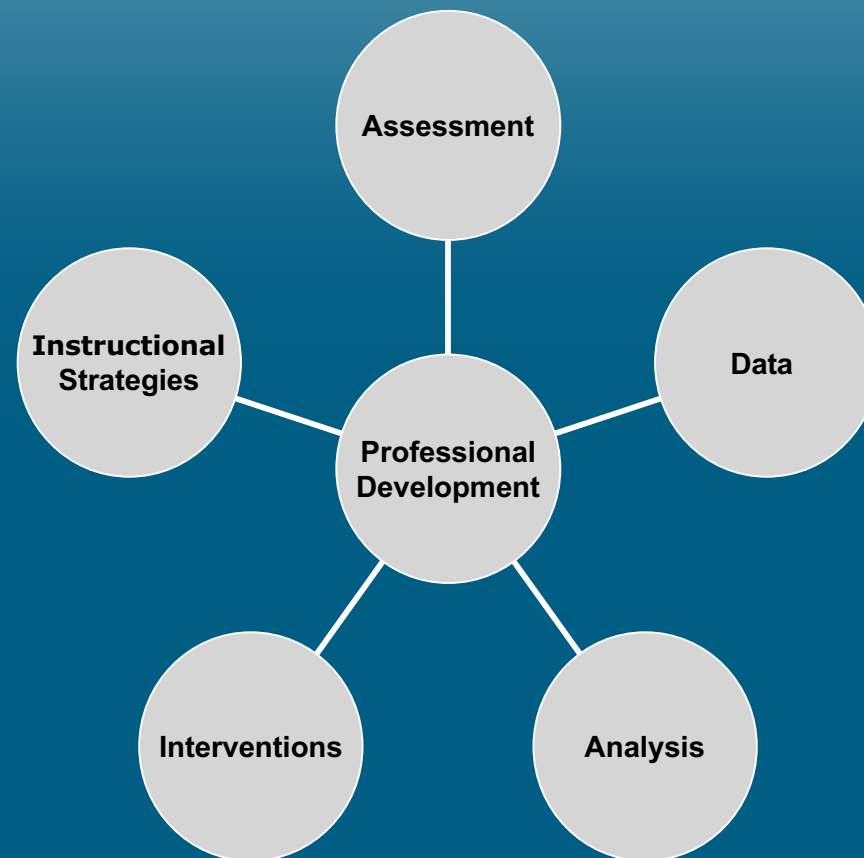 Assessment
Instructional
Strategies
Data
Professional
Development
Interventions
Analysis